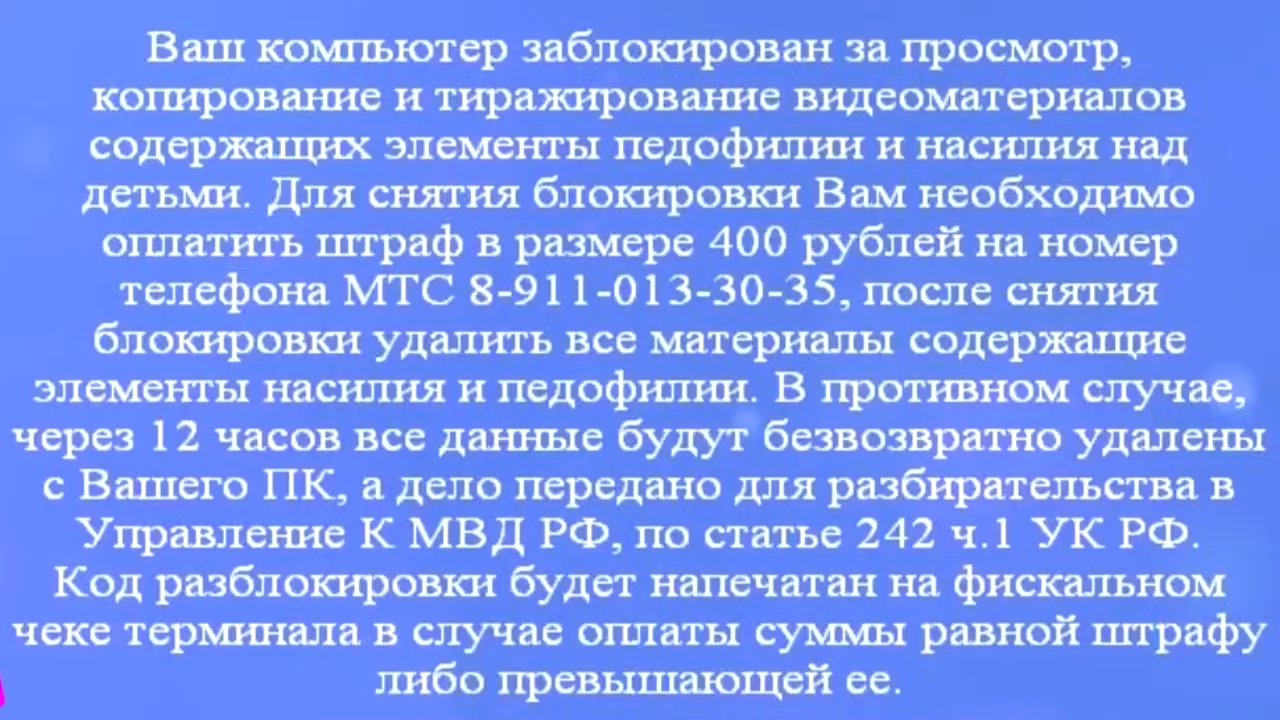 Ваш компьютер заблокирован за просмотр,
копирование и тиражирование видеоматериалов
содержащих элементы педофилии и насилия над
детьми. Для снятия блокировки Вам необходимо
оплатить штраф в размере 400 рублей на номер
телефона МТС 8-911-013-30-35, после снятия
блокировки удалить все материалы содержащие
элементы насилия и педофилии. В противном случае,
через 12 часов все данные будут безвозвратно удалены
с Вашего ПК, а дело передано для разбирательства в
Управление К МВД РФ, по статье 242 ч.1 УК РФ.
Код разблокировки будет напечатан на фискальном
чеке терминала в случае оплаты суммы равной штрафу
либо превышающей ее.